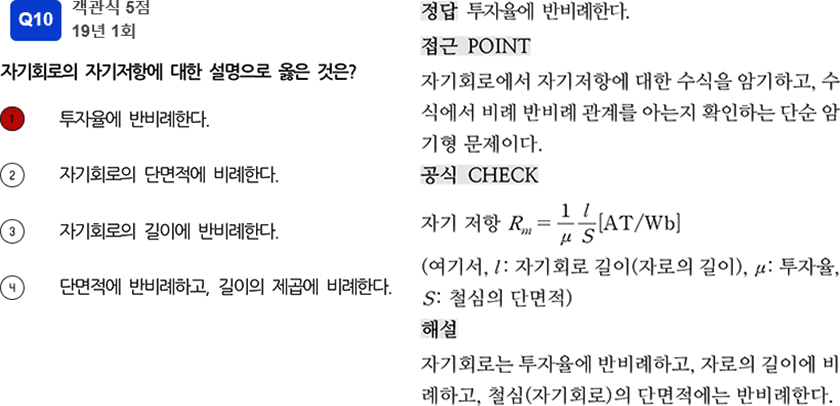 Q10
객관식 5점
19년 1회
자기회로의 자기저항에 대한 설명으로 옳은 것은?
1 투자율에 반비례한다.
2 자기회로의 단면적에 비례한다.
3 자기회로의 길이에 반비례한다.
4 단면적에 반비례하고, 길이의 제곱에 비례한다.
정답 투자율에 반비례한다.
접근 POINT
자기회로에서 자기저항에 대한 수식을 암기하고, 수
식에서 비례 반비례 관계를 아는지 확인하는 단순 암
기형 문제이다.
공식 CHECK
자기 저항 Rₘ = 1/μ l/S [AT/Wb]
(여기서, l: 자기회로 길이(자로의 길이), μ: 투자율,
S: 철심의 단면적)
해설
자기회로는 투자율에 반비례하고, 자로의 길이에 비
례하고, 철심(자기회로)의 단면적에는 반비례한다.